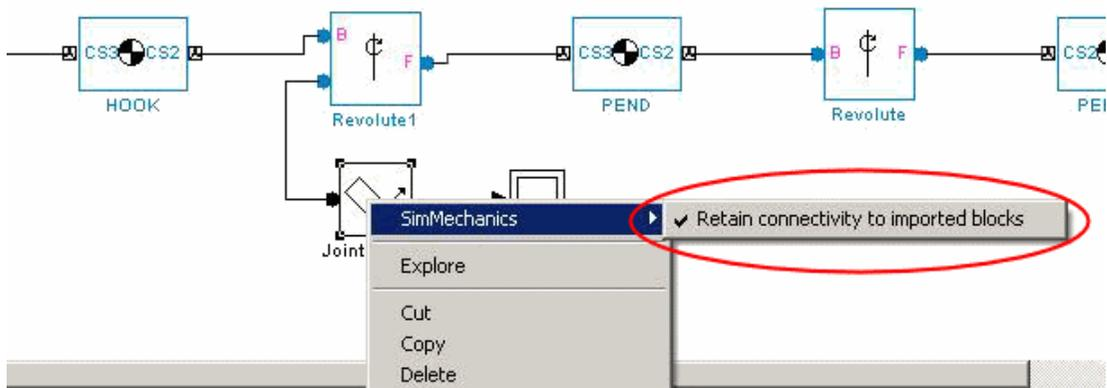 CS3 CS2
HOOK
B
F
Revolute1
CS3 CS2
PEND
B F
Revolute
CS2
PE
Joint
SimMechanics
Retain connectivity to imported blocks
Explore
Cut
Copy
Delete